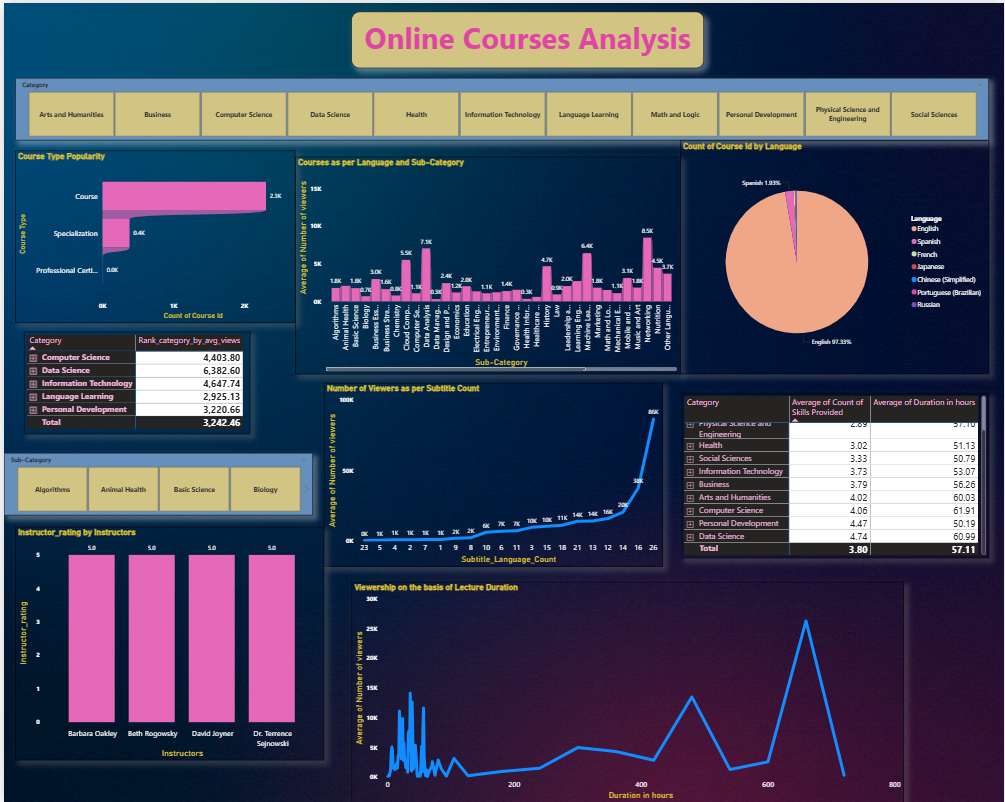 Online Courses Analysis
Category
Arts and Humanities
Business
Computer Science
Data Science
Health
Information Technology
Language Learning
Math and Logic
Personal Development
Physical Science and
Engineering
Social Sciences
Course Type Popularity
Course Type
Course
2.3K
Specialization
0.4K
Professional Certi...
0.0K
0K 1K 2K
Count of Course Id
Courses as per Language and Sub-Category
Average of Number of viewers
15K
10K
5K
0K
1.8K 1.8K 0.7K 3.0K 1.6K 0.8K 5.5K 1.1K 7.1K 0.3K 2.4K 1.2K 2.0K 1.1K 1.4K 0.3K 4.7K 0.9K 2.0K 6.4K 1.8K 1.1K 3.1K 1.8K 8.5K 4.5K 3.7K
Algorithms
Animal Health
Basic Science
Biology
Business Ess...
Business Stra...
Chemistry
Cloud Comp...
Computer Se...
Data Analysis
Data Manag...
Design and P...
Economics
Education
Electrical Eng...
Entrepreneur...
Environment...
Finance
Governance ...
Health Infor...
Healthcare ...
History
Law
Leadership a...
Learning Eng...
Machine Lea...
Marketing
Math and Lo...
Mechanical E...
Mobile and ...
Music and Art
Networking
Nutrition
Other Langu...
Sub-Category
Count of Course Id by Language
Spanish 1.93%
English 97.33%
Language
English
Spanish
French
Japanese
Chinese (Simplified)
Portuguese (Brazilian)
Russian
Category Rank_category_by_avg_views
Computer Science 4,403.80
Data Science 6,382.60
Information Technology 4,647.74
Language Learning 2,925.13
Personal Development 3,220.66
Total 3,242.46
Number of Viewers as per Subtitle Count
Average of Number of viewers
100K
50K
0K
0K 1K 1K 1K 1K 2K 2K 6K 7K 7K 10K 10K 11K 14K 14K 16K 20K 38K 86K
23 5 4 2 7 1 9 8 10 6 11 3 15 18 21 13 12 14 16 26
Subtitle_Language_Count
Category Average of Count of Skills Provided Average of Duration in hours
Physical Science and Engineering 2.89 57.10
Health 3.02 51.13
Social Sciences 3.33 50.79
Information Technology 3.73 53.07
Business 3.79 56.26
Arts and Humanities 4.02 60.03
Computer Science 4.06 61.91
Personal Development 4.47 50.19
Data Science 4.74 60.99
Total 3.80 57.11
Sub-Category
Algorithms
Animal Health
Basic Science
Biology
Instructor_rating by Instructors
Instructor_rating
5
4
3
2
1
0
5.0 5.0 5.0 5.0
Barbara Oakley
Beth Rogowsky
David Joyner
Dr. Terrence
Sejnowski
Instructors
Viewership on the basis of Lecture Duration
Average of Number of viewers
30K
25K
20K
15K
10K
5K
0K
0 200 400 600 800
Duration in hours